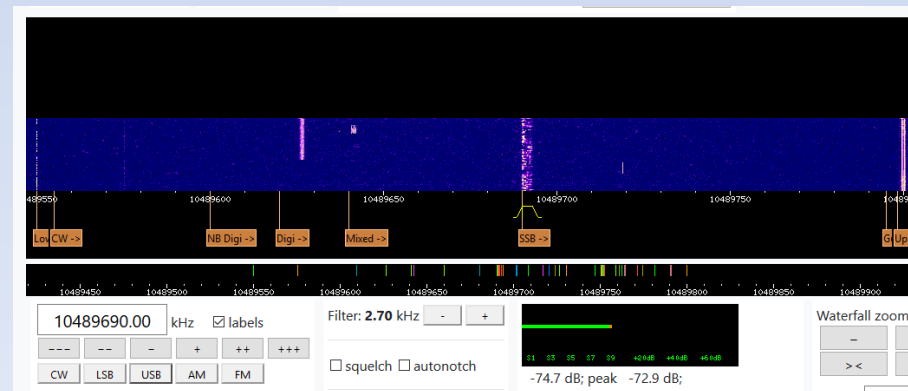 489550 10489600 10489650 10489700 10489750 1048
Lov CW -> NB Digi -> Digi -> Mixed -> SSB -> Up
10489450 10489500 10489550 10489600 10489650 10489700 10489750 10489800 10489850 10489900
10489690.00 kHz labels
--- -- - + ++ +++
CW LSB USB AM FM
Filter: 2.70 kHz - +
squelch autonotch
S1 S3 S5 S7 S9 +20dB +40dB +60dB
-74.7 dB; peak -72.9 dB;
Waterfall zoom
-
> <